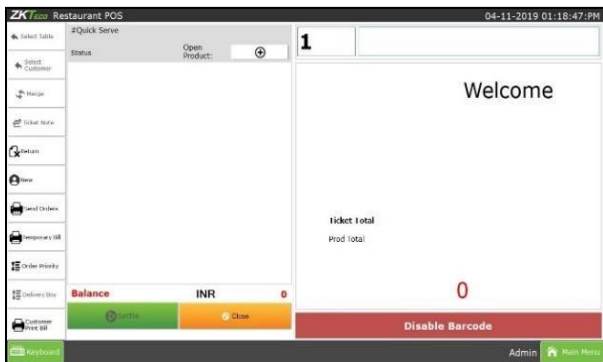 ZKTeco Restaurant POS
04-11-2019 01:18:47:PM
Select Table
Select Customer
Merge
Ticket Note
Return
New
Send Orders
Temporary Bill
Order Priority
Delivery Boy
Customer Print Bill
Keyboard
#Quick Serve
Status
Open Product:
Balance
INR
0
Settle
Close
1
Welcome
Ticket Total
Prod Total
0
Disable Barcode
Admin
Main Menu